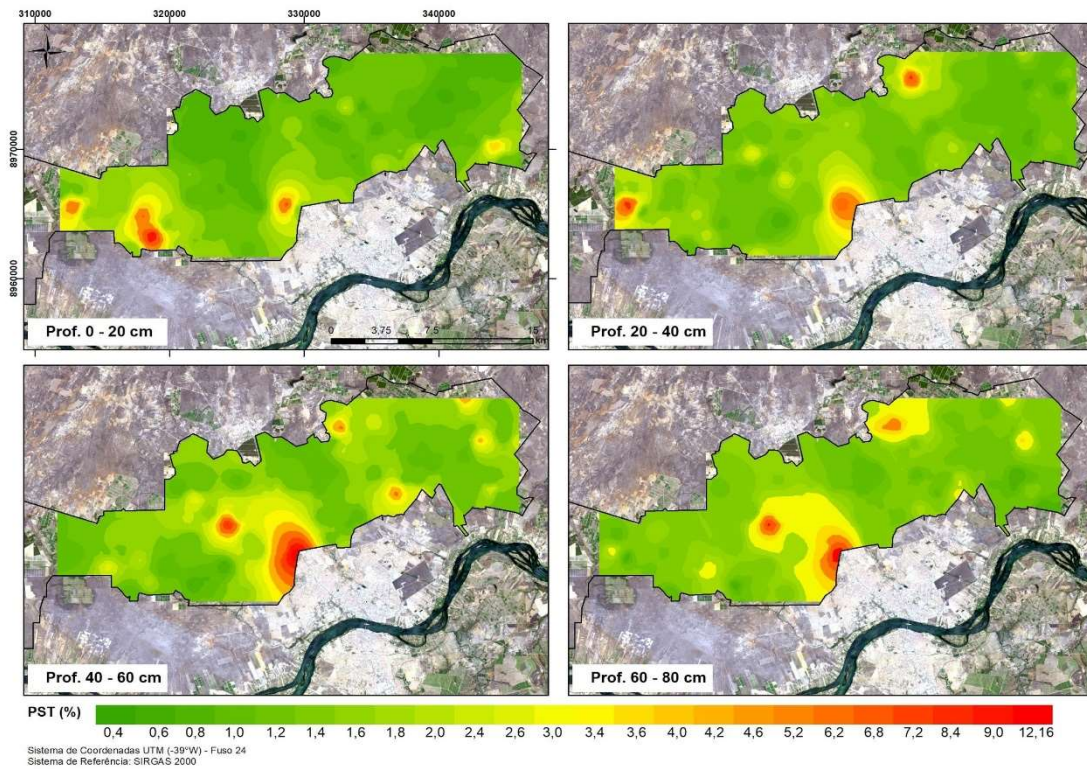 310000 320000 330000 340000
8970000
8960000
Prof. 0 - 20 cm
0 3,75 7,5 15
km
Prof. 20 - 40 cm
310000 320000 330000 340000
Prof. 40 - 60 cm
Prof. 60 - 80 cm
PST (%)
0,4 0,6 0,8 1,0 1,2 1,4 1,6 1,8 2,0 2,4 2,6 3,0 3,4 3,6 4,0 4,2 4,6 5,2 6,2 6,8 7,2 8,4 9,0 12,16
Sistema de Coordenadas UTM (-39°W) - Fuso 24
Sistema de Referência: SIRGAS 2000